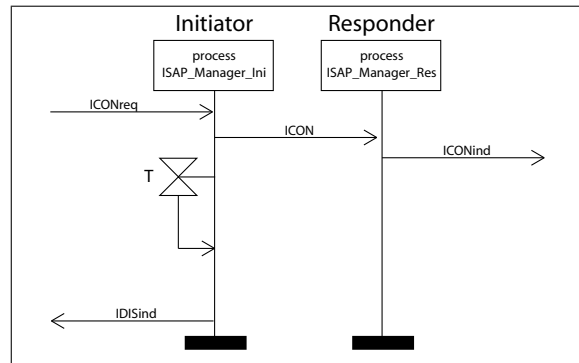 Initiator
Responder
process
ISAP_Manager_Ini
process
ISAP_Manager_Res
ICONreq
ICON
ICONind
T
IDISind